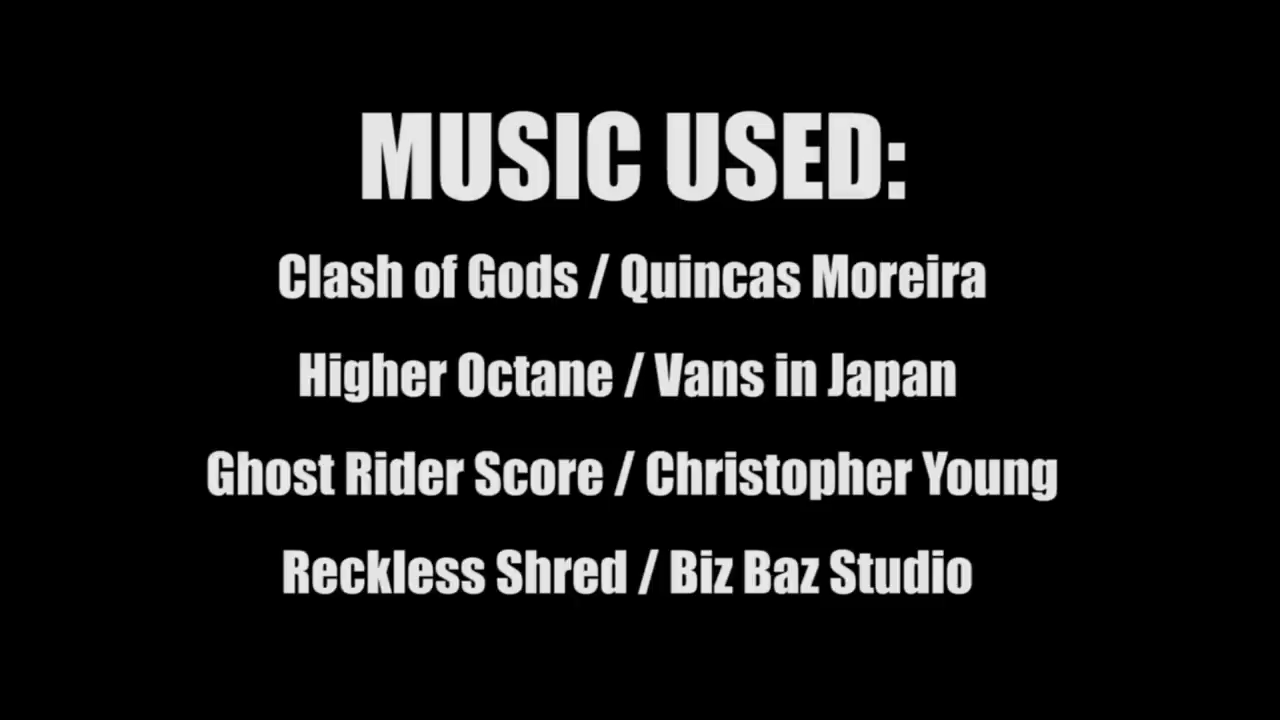 MUSIC USED:
Clash of Gods / Quincas Moreira
Higher Octane / Vans in Japan
Ghost Rider Score / Christopher Young
Reckless Shred / Biz Baz Studio